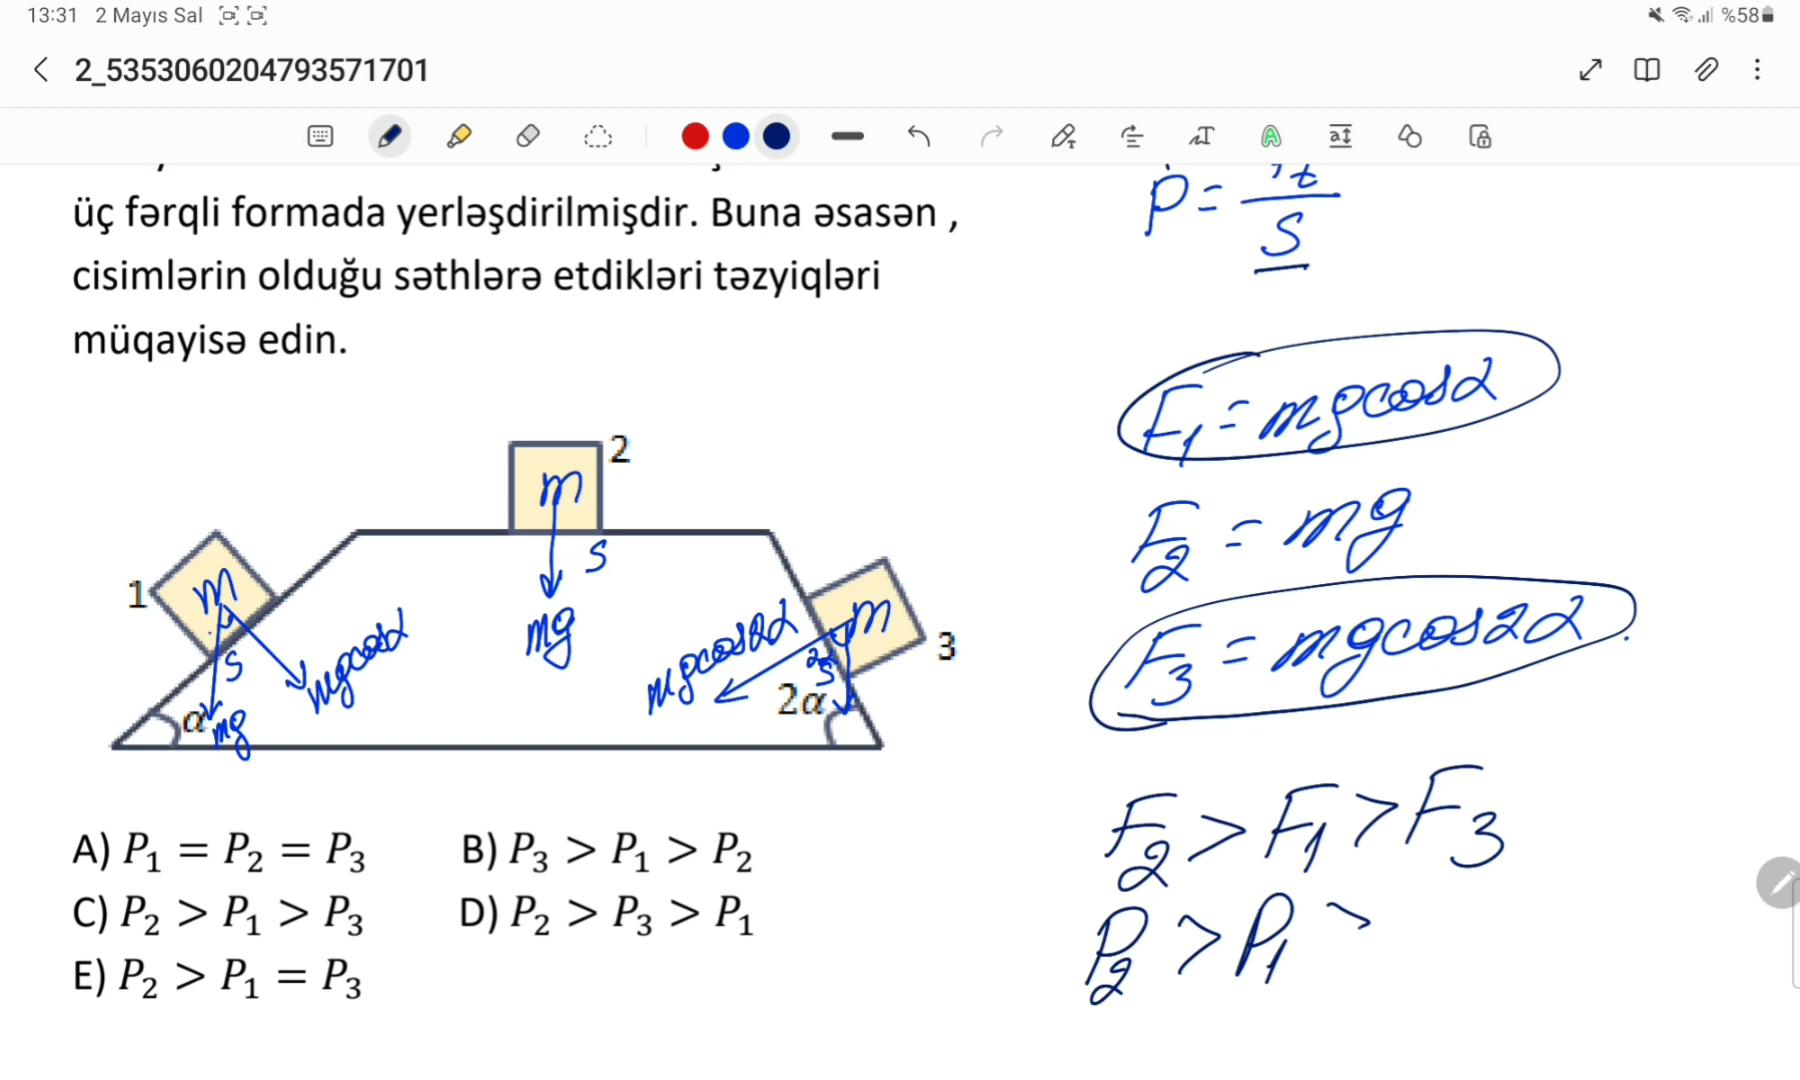 13:31 2 Mayıs Sal %58
2_5353060204793571701
üç fərqli formada yerləşdirilmişdir. Buna əsasən ,
cisimlərin olduğu səthlərə etdikləri təzyiqləri
müqayisə edin.
P = / S
F₁ = mgcosα
F₂ = mg
F₃ = mgcos2α
F₂ > F₁ > F₃
P₂ > P₁ >
1 m S α mg mgcosα
2 m S mg
3 m S 2α 2α mgcos2α
A) P₁ = P₂ = P₃ B) P₃ > P₁ > P₂
C) P₂ > P₁ > P₃ D) P₂ > P₃ > P₁
E) P₂ > P₁ = P₃